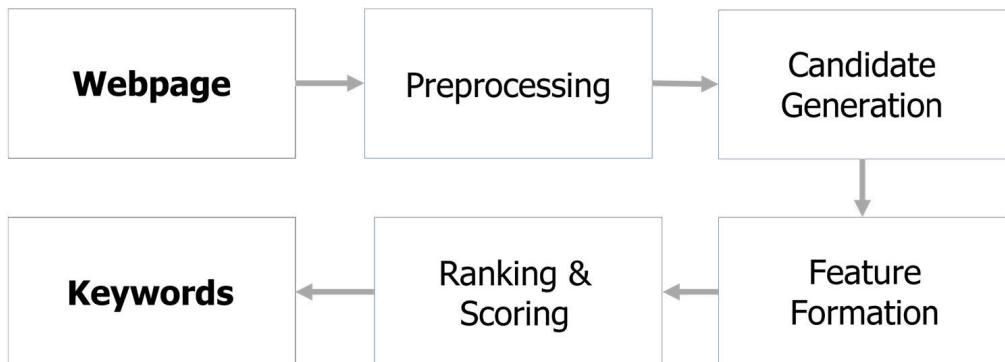 Webpage
Preprocessing
Candidate
Generation
Feature
Formation
Ranking &
Scoring
Keywords